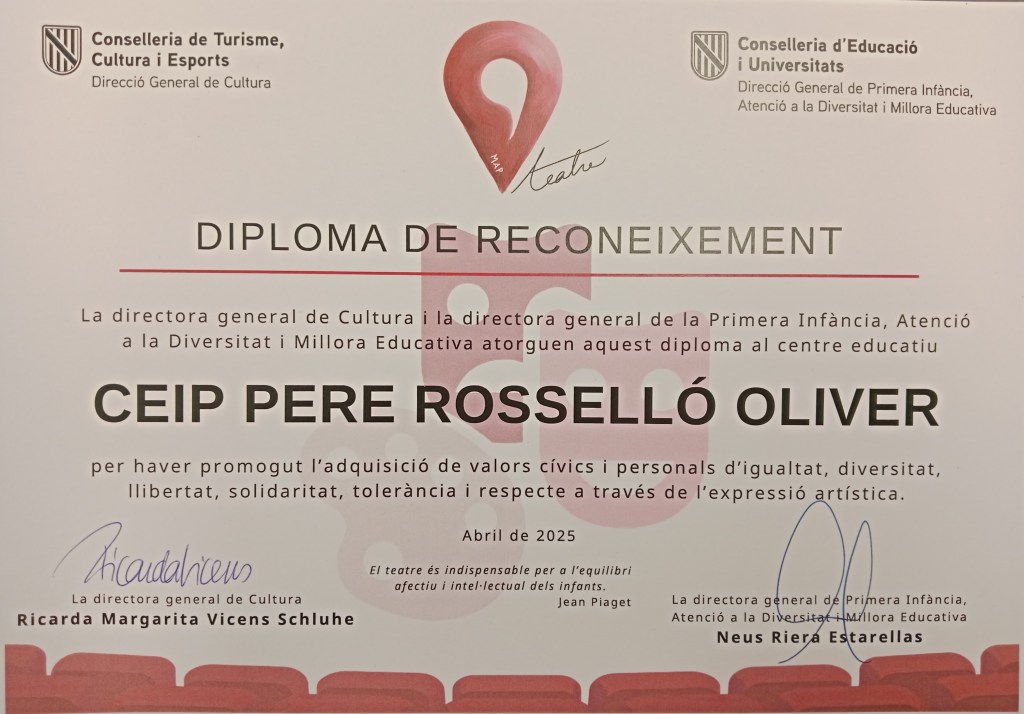 Conselleria de Turisme,
Cultura i Esports
Direcció General de Cultura
Conselleria d'Educació
i Universitats
Direcció General de Primera Infància,
Atenció a la Diversitat i Millora Educativa
MAP
teatre
DIPLOMA DE RECONEIXEMENT
La directora general de Cultura i la directora general de la Primera Infància, Atenció
a la Diversitat i Millora Educativa atorguen aquest diploma al centre educatiu
CEIP PERE ROSSELLÓ OLIVER
per haver promogut l'adquisició de valors cívics i personals d'igualtat, diversitat,
llibertat, solidaritat, tolerància i respecte a través de l'expressió artística.
Abril de 2025
El teatre és indispensable per a l'equilibri
afectiu i intel·lectual dels infants.
Jean Piaget
Ricarda Vicens
La directora general de Cultura
Ricarda Margarita Vicens Schluhe
La directora general de Primera Infància,
Atenció a la Diversitat i Millora Educativa
Neus Riera Estarellas